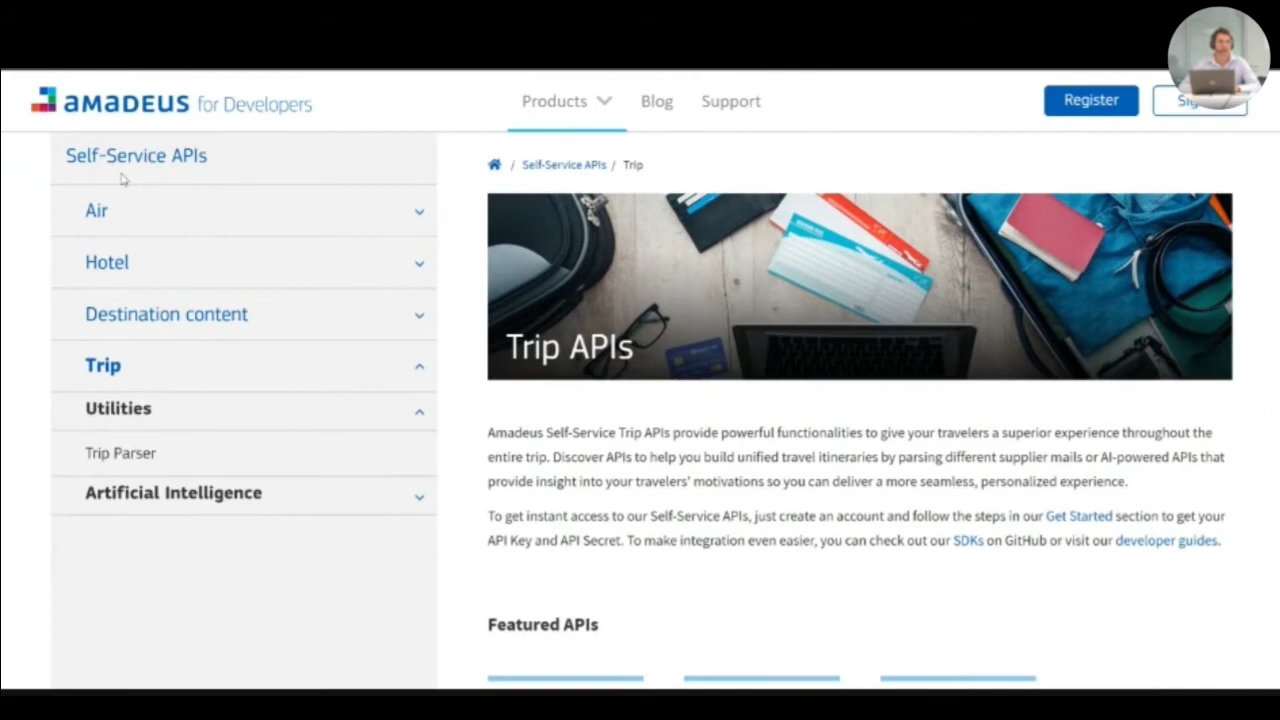 amadeus for Developers
Products
Blog
Support
Register
Self-Service APIs
Air
Hotel
Destination content
Trip
Utilities
Trip Parser
Artificial Intelligence
/ Self-Service APIs / Trip
Trip APIs
Amadeus Self-Service Trip APIs provide powerful functionalities to give your travelers a superior experience throughout the
entire trip. Discover APIs to help you build unified travel itineraries by parsing different supplier mails or AI-powered APIs that
provide insight into your travelers' motivations so you can deliver a more seamless, personalized experience.
To get instant access to our Self-Service APIs, just create an account and follow the steps in our Get Started section to get your
API Key and API Secret. To make integration even easier, you can check out our SDKs on GitHub or visit our developer guides.
Featured APIs